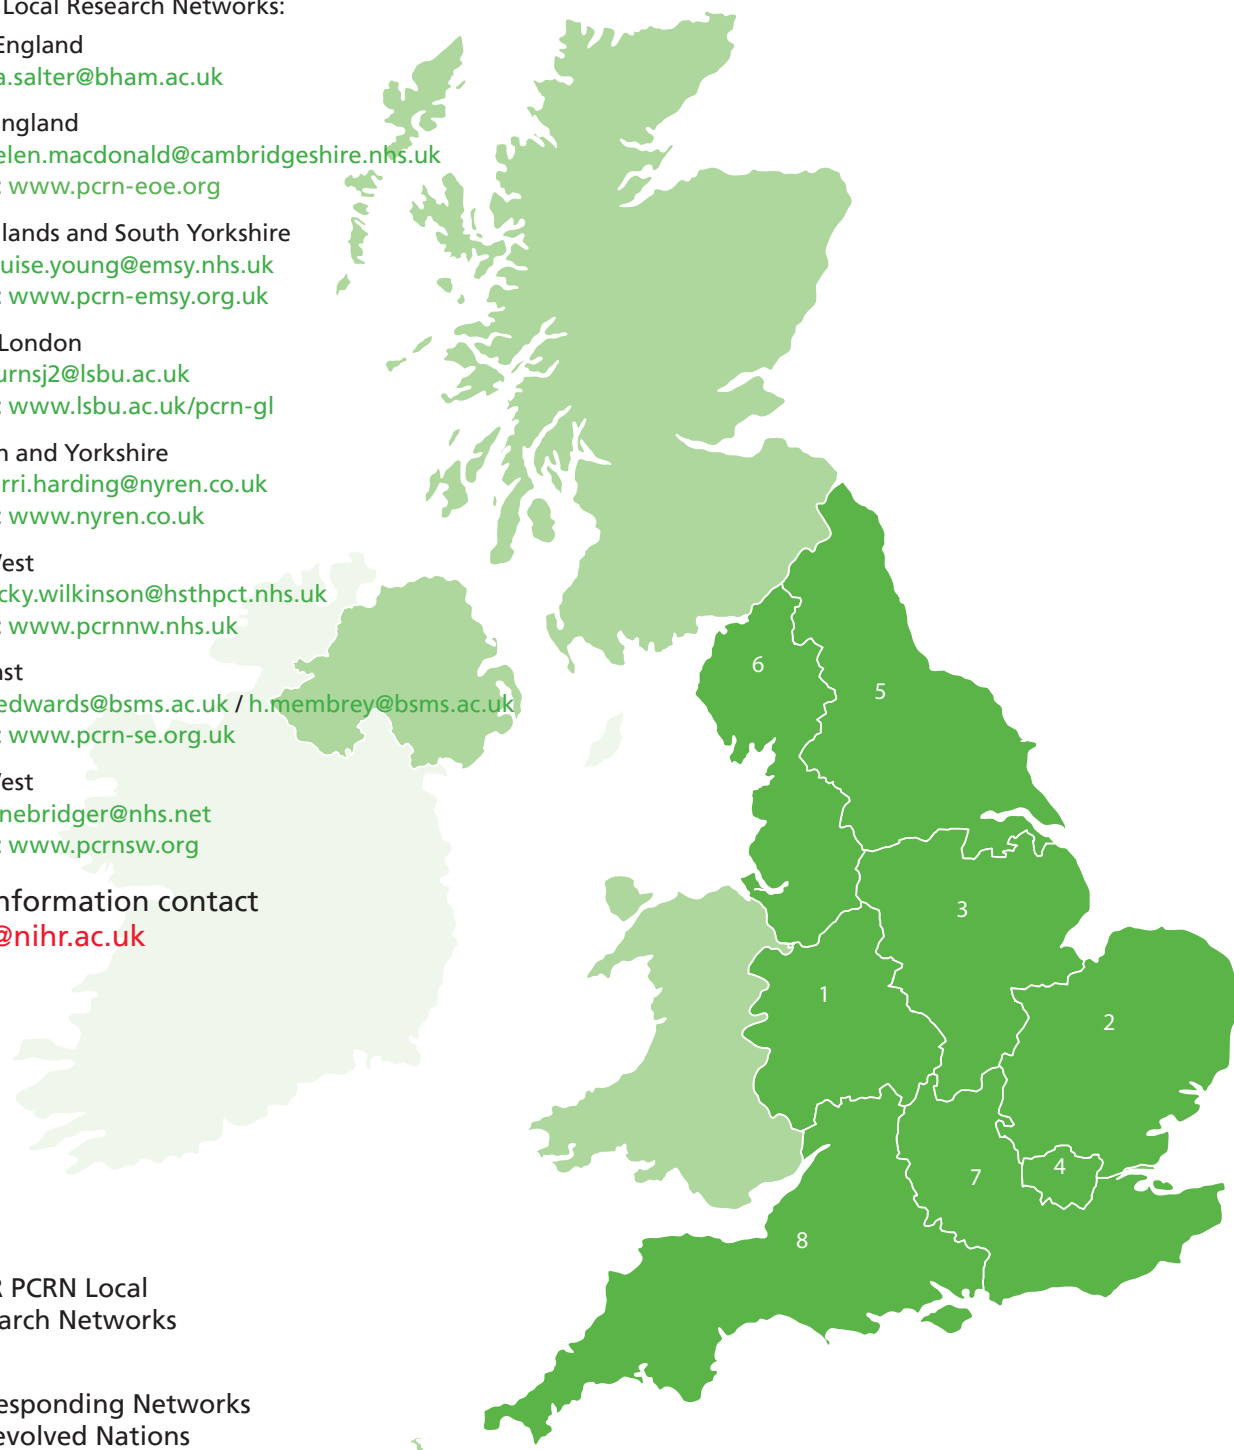 Local Research Networks:
England
a.salter@bham.ac.uk
ngland
elen.macdonald@cambridgeshire.nhs.uk
: www.pcrn-eoe.org
lands and South Yorkshire
uise.young@emsy.nhs.uk
: www.pcrn-emsy.org.uk
London
urnsj2@lsbu.ac.uk
: www.lsbu.ac.uk/pcrn-gl
n and Yorkshire
rri.harding@nyren.co.uk
: www.nyren.co.uk
West
cky.wilkinson@hsthpct.nhs.uk
: www.pcrnnw.nhs.uk
ast
edwards@bsms.ac.uk / h.membrey@bsms.ac.uk
: www.pcrn-se.org.uk
West
nebridger@nhs.net
: www.pcrnsw.org
nformation contact
@nihr.ac.uk
R PCRN Local
arch Networks
esponding Networks
evolved Nations
6
5
3
1
2
4
7
8